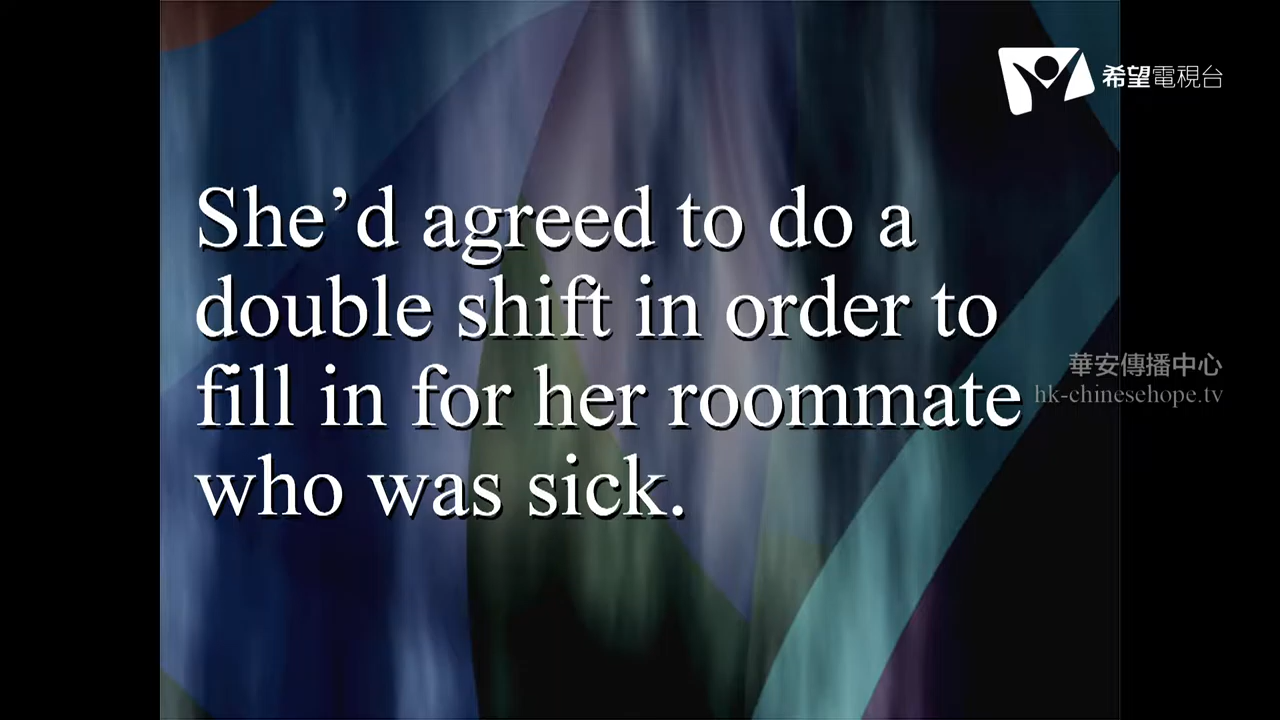 希望電視台
She’d agreed to do a
double shift in order to
fill in for her roommate
who was sick.
華安傳播中心
hk-chinesehope.tv